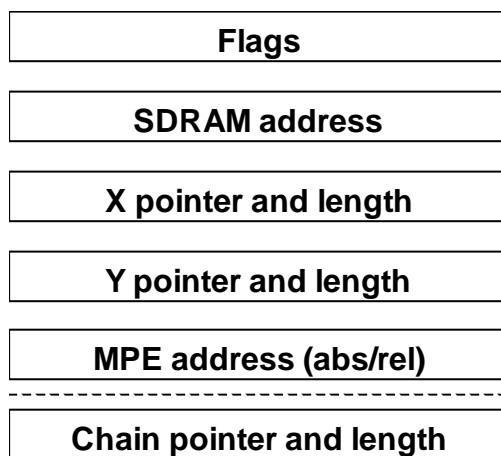 Flags
SDRAM address
X pointer and length
Y pointer and length
MPE address (abs/rel)
Chain pointer and length